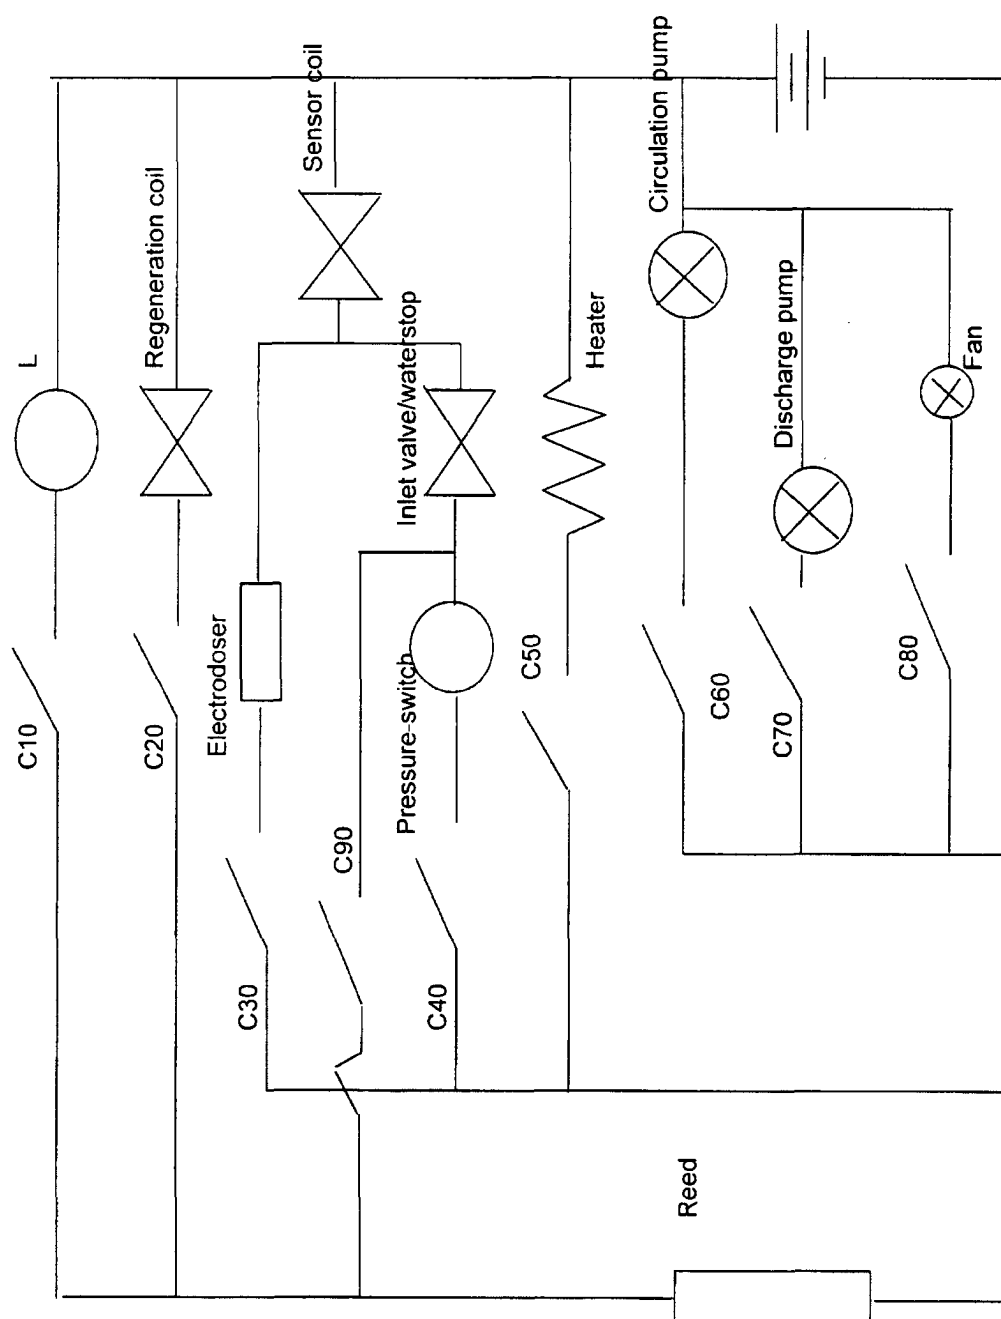 L
Regeneration coil
Sensor coil
Inlet valve/waterstop
Heater
Circulation pump
Discharge pump
Fan
Electrodoser
Pressure-switch
C10
C20
C30
C90
C40
C50
C60
C70
C80
Reed